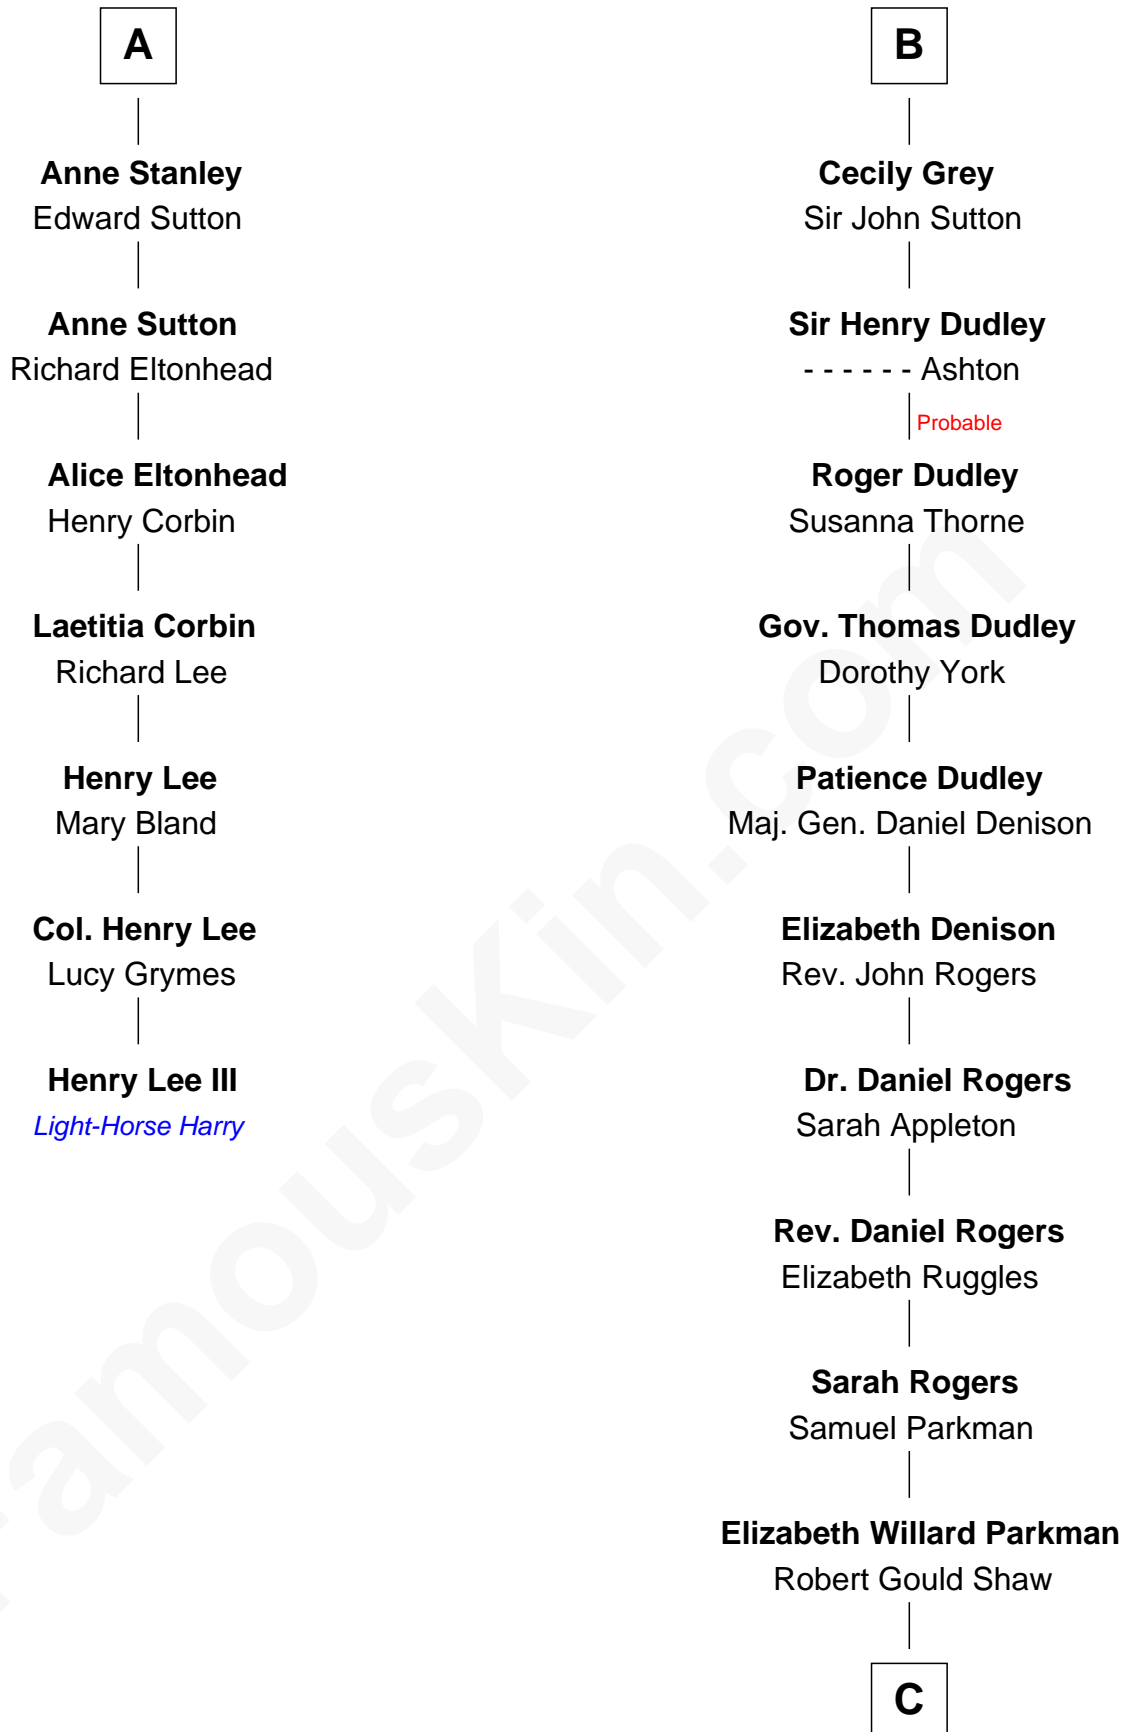 A
Anne Stanley
Edward Sutton
Anne Sutton
Richard Eltonhead
Alice Eltonhead
Henry Corbin
Laetitia Corbin
Richard Lee
Henry Lee
Mary Bland
Col. Henry Lee
Lucy Grymes
Henry Lee III
Light-Horse Harry
B
Cecily Grey
Sir John Sutton
Sir Henry Dudley
- - - - - - Ashton
Probable
Roger Dudley
Susanna Thorne
Gov. Thomas Dudley
Dorothy York
Patience Dudley
Maj. Gen. Daniel Denison
Elizabeth Denison
Rev. John Rogers
Dr. Daniel Rogers
Sarah Appleton
Rev. Daniel Rogers
Elizabeth Ruggles
Sarah Rogers
Samuel Parkman
Elizabeth Willard Parkman
Robert Gould Shaw
C
FamousKin.com